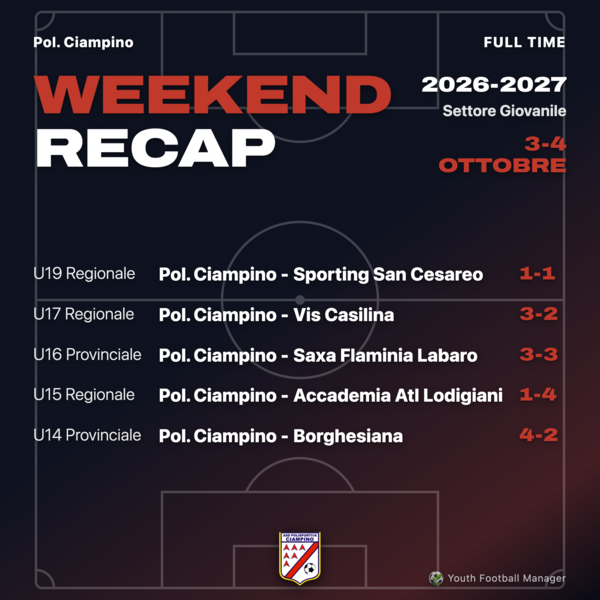 Pol. Ciampino
FULL TIME
WEEKEND
RECAP
2026-2027
Settore Giovanile
3-4
OTTOBRE
U19 Regionale Pol. Ciampino - Sporting San Cesareo 1-1
U17 Regionale Pol. Ciampino - Vis Casilina 3-2
U16 Provinciale Pol. Ciampino - Saxa Flaminia Labaro 3-3
U15 Regionale Pol. Ciampino - Accademia Atl Lodigiani 1-4
U14 Provinciale Pol. Ciampino - Borghesiana 4-2
ASD POLISPORTIVA
CIAMPINO
Youth Football Manager